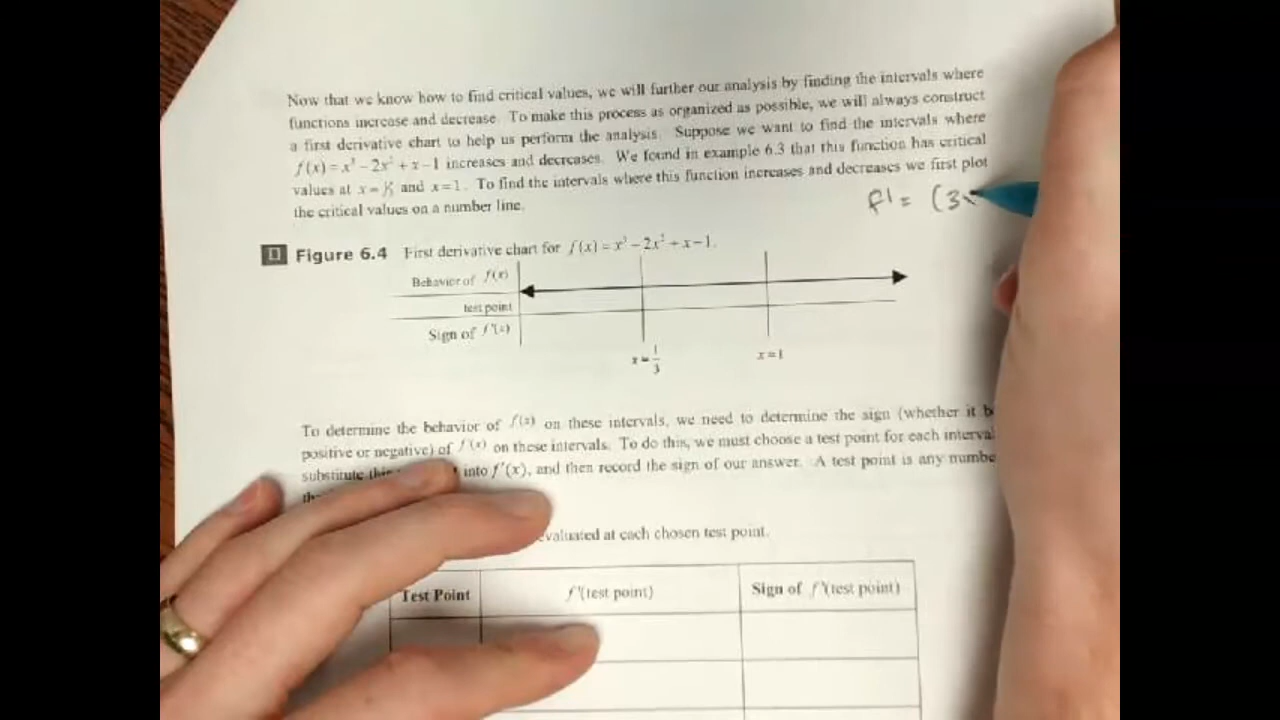 Now that we know how to find critical values, we will further our analysis by finding the intervals where
functions increase and decrease. To make this process as organized as possible, we will always construct
a first derivative chart to help us perform the analysis. Suppose we want to find the intervals where
f(x) = x³ − 2x² + x − 1 increases and decreases. We found in example 6.3 that this function has critical
values at x = ⅓ and x = 1. To find the intervals where this function increases and decreases we first plot
the critical values on a number line.
f' = (3x
Figure 6.4 First derivative chart for f(x) = x³ − 2x² + x − 1.
Behavior of f(x)
test point
Sign of f'(x)
x = 1/3
x = 1
To determine the behavior of f(x) on these intervals, we need to determine the sign (whether it b
positive or negative) of f'(x) on these intervals. To do this, we must choose a test point for each interval
substitute this into f'(x), and then record the sign of our answer. A test point is any numbe
evaluated at each chosen test point.
Test Point
f'(test point)
Sign of f'(test point)